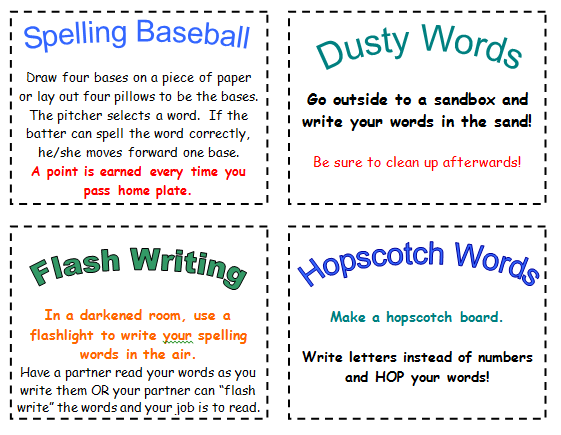 Spelling Baseball
Draw four bases on a piece of paper
or lay out four pillows to be the bases.
The pitcher selects a word.  If the
batter can spell the word correctly,
he/she moves forward one base.
A point is earned every time you
pass home plate.
Dusty Words
Go outside to a sandbox and
write your words in the sand!
Be sure to clean up afterwards!
Flash Writing
In a darkened room, use a
flashlight to write your spelling
words in the air.
Have a partner read your words as you
write them OR your partner can “flash
write” the words and your job is to read.
Hopscotch Words
Make a hopscotch board.
Write letters instead of numbers
and HOP your words!